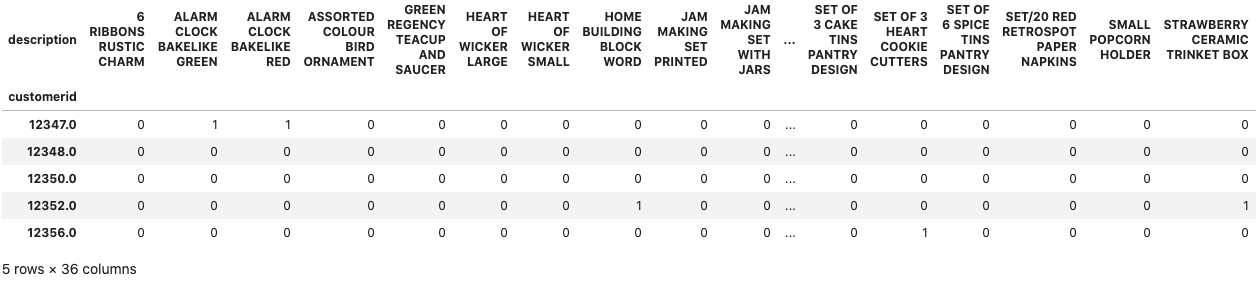 description 6 RIBBONS RUSTIC CHARM ALARM CLOCK BAKELIKE GREEN ALARM CLOCK BAKELIKE RED ASSORTED COLOUR BIRD ORNAMENT GREEN REGENCY TEACUP AND SAUCER HEART OF WICKER LARGE HEART OF WICKER SMALL HOME BUILDING BLOCK WORD JAM MAKING SET PRINTED JAM MAKING SET WITH JARS ... SET OF 3 CAKE TINS PANTRY DESIGN SET OF 3 HEART COOKIE CUTTERS SET OF 6 SPICE TINS PANTRY DESIGN SET/20 RED RETROSPOT PAPER NAPKINS SMALL POPCORN HOLDER STRAWBERRY CERAMIC TRINKET BOX
customerid
12347.0 0 1 1 0 0 0 0 0 0 0 ... 0 0 0 0 0 0
12348.0 0 0 0 0 0 0 0 0 0 0 ... 0 0 0 0 0 0
12350.0 0 0 0 0 0 0 0 0 0 0 ... 0 0 0 0 0 0
12352.0 0 0 0 0 0 0 0 1 0 0 ... 0 0 0 0 0 1
12356.0 0 0 0 0 0 0 0 0 0 0 ... 0 1 0 0 0 0
5 rows × 36 columns